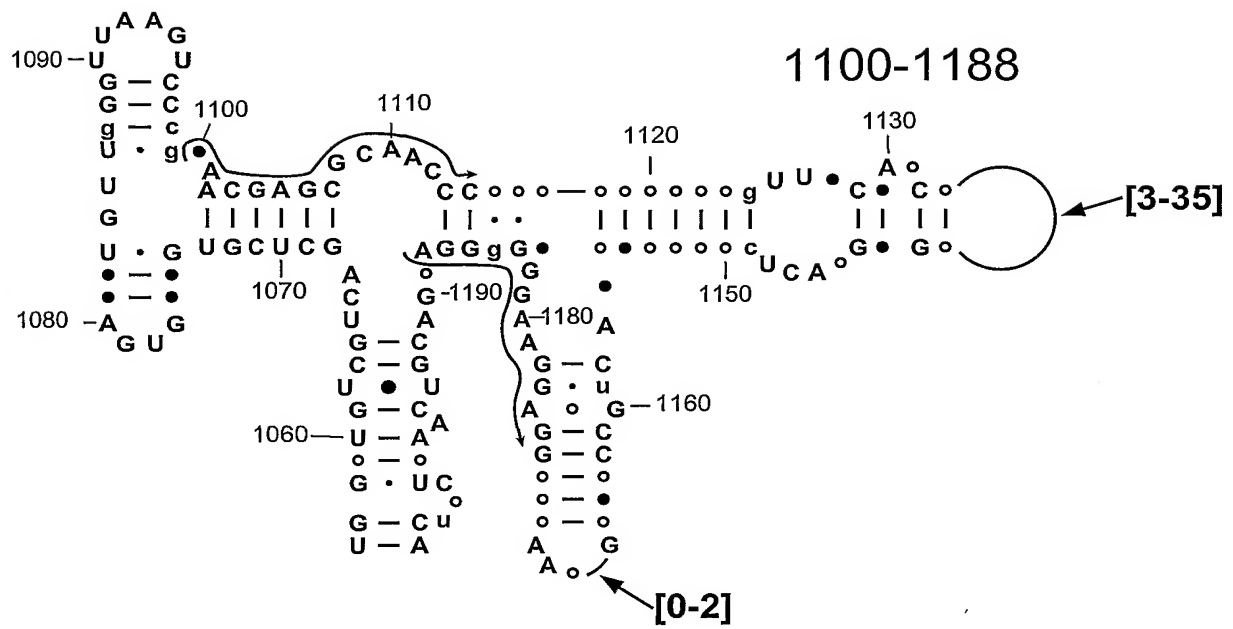 A A
U G
1090 U U 1100-1188
G C
G C 1100 1110 1120 1130
g c
U g A G C A A A
U A A C G A G C C C C o o o o o o o o g U U C C o [3-35]
G
U G U G C U C G A G G g G o o o o o c G G o
1070 1150 U C A o
A o G
C G 1190 G
1080 A G U A A 1180 A
G U G C A
C G G C
U U G u
G C A o G 1160
A
1060 U A G C
o o G C
G U C o o
o o
G C u o o
U A A G
A o
[0-2]